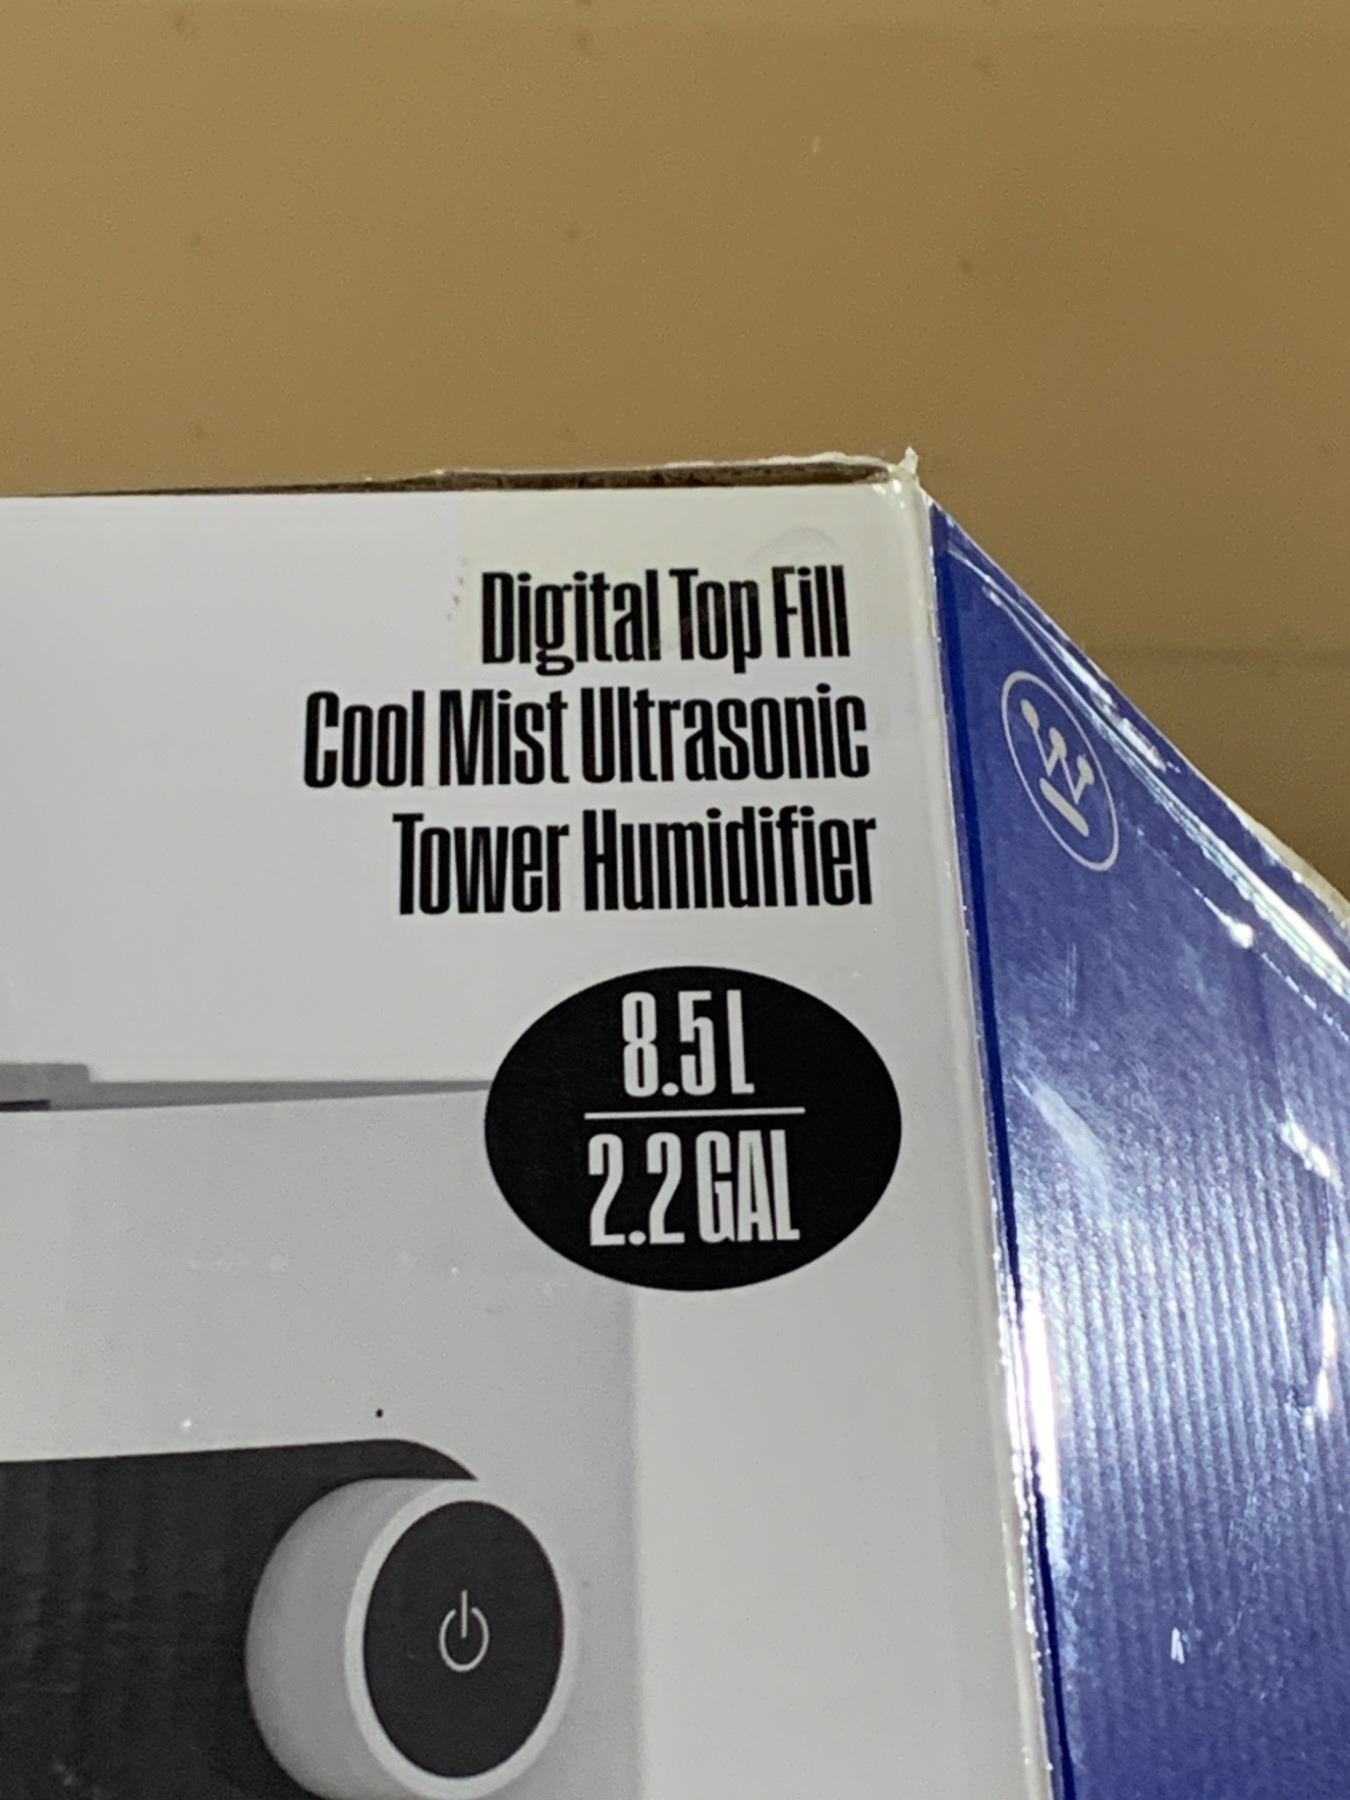 Digital Top Fill
Cool Mist Ultrasonic
Tower Humidifier
8.5 L
2.2 GAL